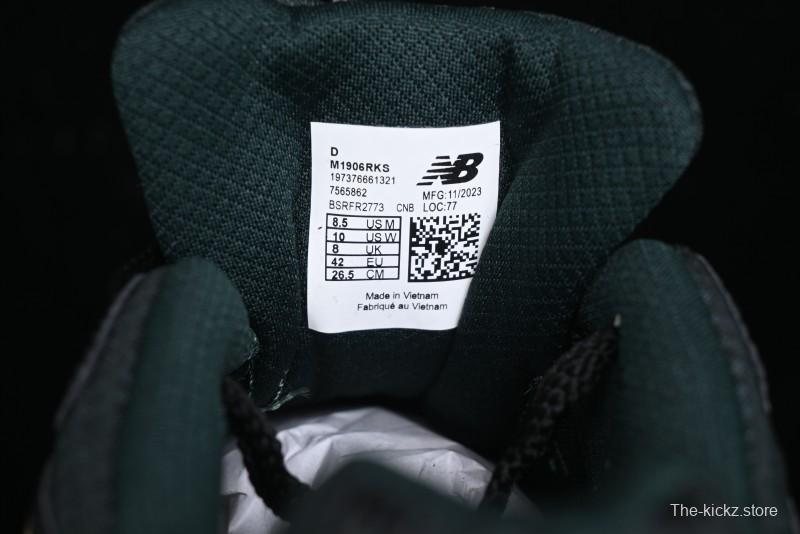 D
M1906RKS
197376661321
7565862
MFG:11/2023
BSRFR2773 CNB LOC:77
8.5 US M
10 US W
8 UK
42 EU
26.5 CM
Made in Vietnam
Fabriqué au Vietnam
NB
The-kickz.store